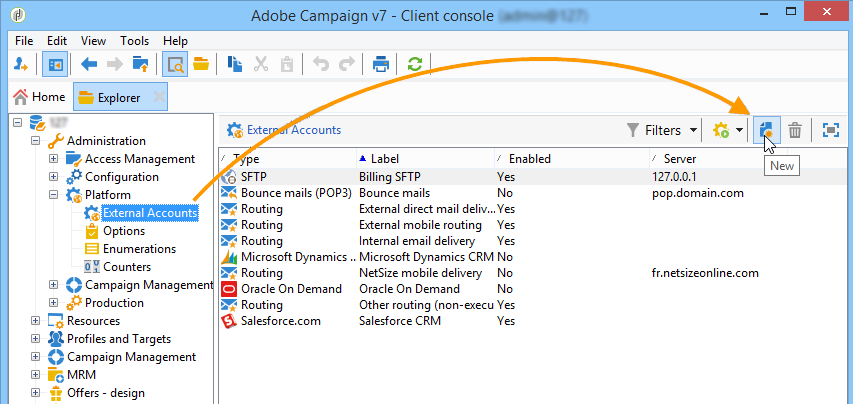 Adobe Campaign v7 - Client console
File Edit View Tools Help
Home Explorer
Administration
Access Management
Configuration
Platform
External Accounts
Options
Enumerations
Counters
Campaign Management
Production
Resources
Profiles and Targets
Campaign Management
MRM
Offers - design
External Accounts Filters
New
Type Label Enabled Server
SFTP Billing SFTP Yes 127.0.0.1
Bounce mails (POP3) Bounce mails No pop.domain.com
Routing External direct mail deliv... Yes
Routing External mobile routing Yes
Routing Internal email delivery Yes
Microsoft Dynamics ... Microsoft Dynamics CRM No
Routing NetSize mobile delivery No fr.netsizeonline.com
Oracle On Demand Oracle On Demand No
Routing Other routing (non-execu Yes
Salesforce.com Salesforce CRM Yes